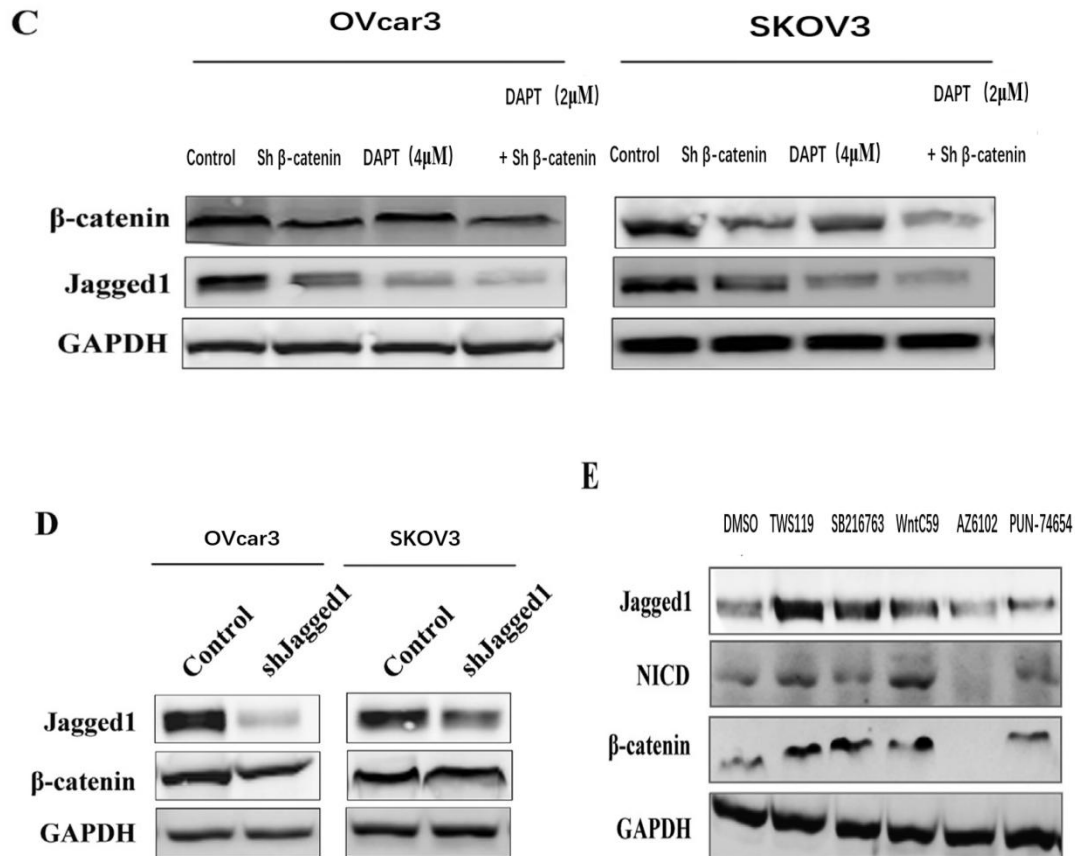 C
OVcar3 SKOV3
DAPT (2μM) DAPT (2μM)
Control Sh β-catenin DAPT (4μM) + Sh β-catenin Control Sh β-catenin DAPT (4μM) + Sh β-catenin
β-catenin
Jagged1
GAPDH
D
OVcar3 SKOV3
Control shJagged1 Control shJagged1
Jagged1
β-catenin
GAPDH
E
DMSO TWS119 SB216763 WntC59 AZ6102 PUN-74654
Jagged1
NICD
β-catenin
GAPDH